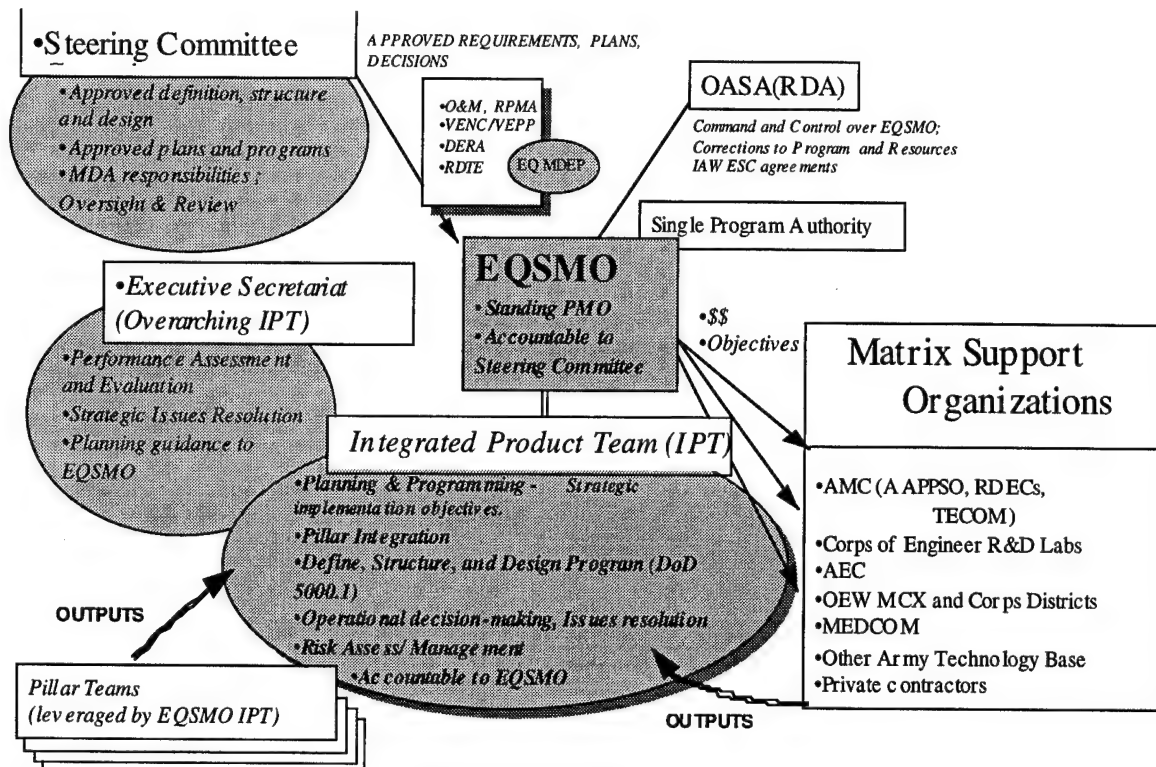 •Steering Committee
•Approved definition, structure
and design
•Approved plans and programs
•MDA responsibilities ;
Oversight & Review
APPROVED REQUIREMENTS, PLANS,
DECISIONS
•O&M, RPMA
•VENC/VEPP
•DERA
•RDTE
EQ MDEP
OASA(RDA)
Command and Control over EQSMO;
Corrections to Program and Resources
IAW ESC agreements
Single Program Authority
EQSMO
•Standing PMO
•Accountable to
Steering Committee
•Executive Secretariat
(Overarching IPT)
•Performance Assessment
and Evaluation
•Strategic Issues Resolution
•Planning guidance to
EQSMO
•$$
•Objectives
Matrix Support
Organizations
•AMC (AAPPSO, RDECs,
TECOM)
•Corps of Engineer R&D Labs
•AEC
•OEW MCX and Corps Districts
•MEDCOM
•Other Army Technology Base
•Private contractors
Integrated Product Team (IPT)
•Planning & Programming - Strategic
implementation objectives.
•Pillar Integration
•Define, Structure, and Design Program (DoD
5000.1)
•Operational decision-making, Issues resolution
•Risk Assess/ Management
•Accountable to EQSMO
OUTPUTS
Pillar Teams
(leveraged by EQSMO IPT)
OUTPUTS